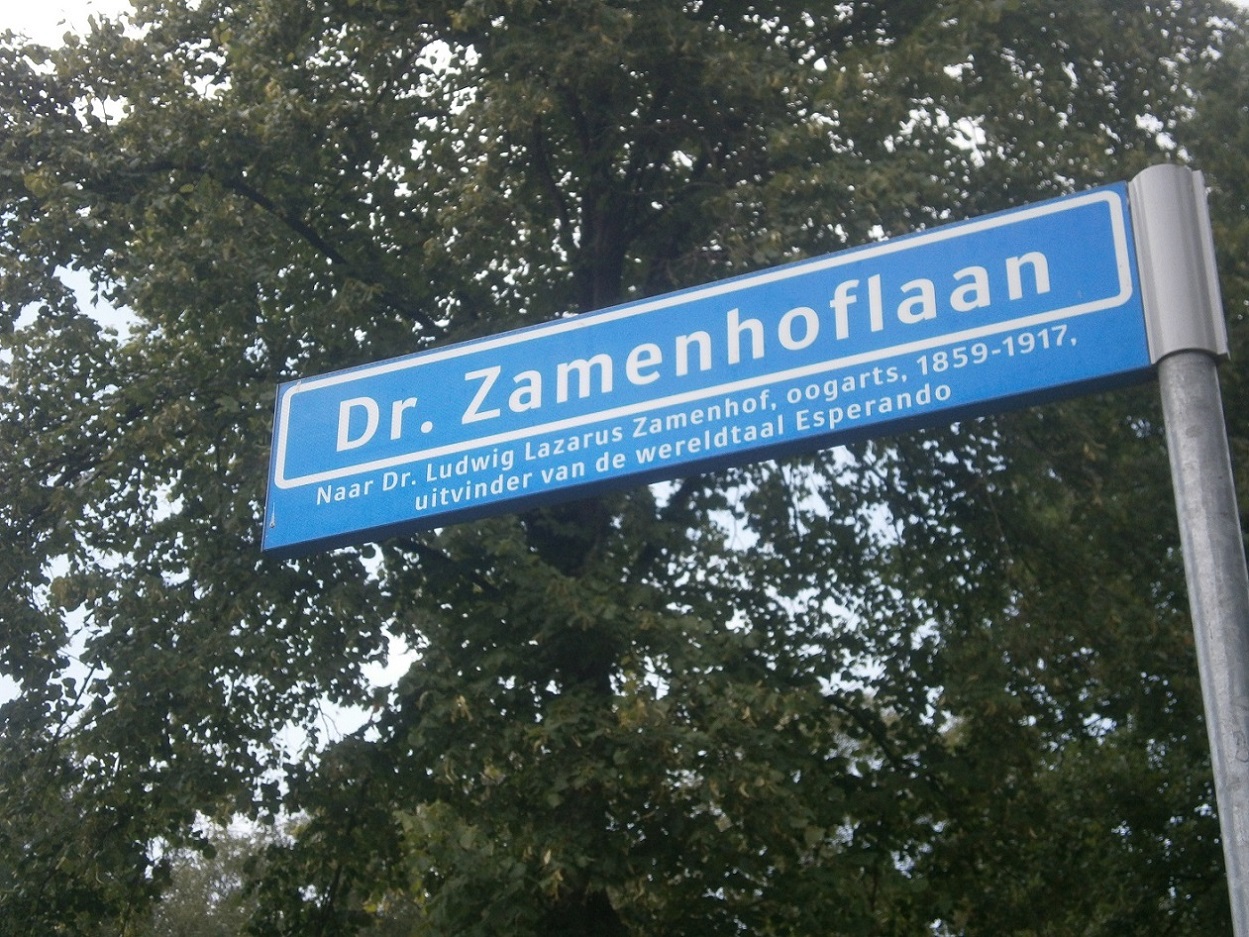 Dr. Zamenhoflaan
Naar Dr. Ludwig Lazarus Zamenhof, oogarts, 1859-1917,
uitvinder van de wereldtaal Esperando